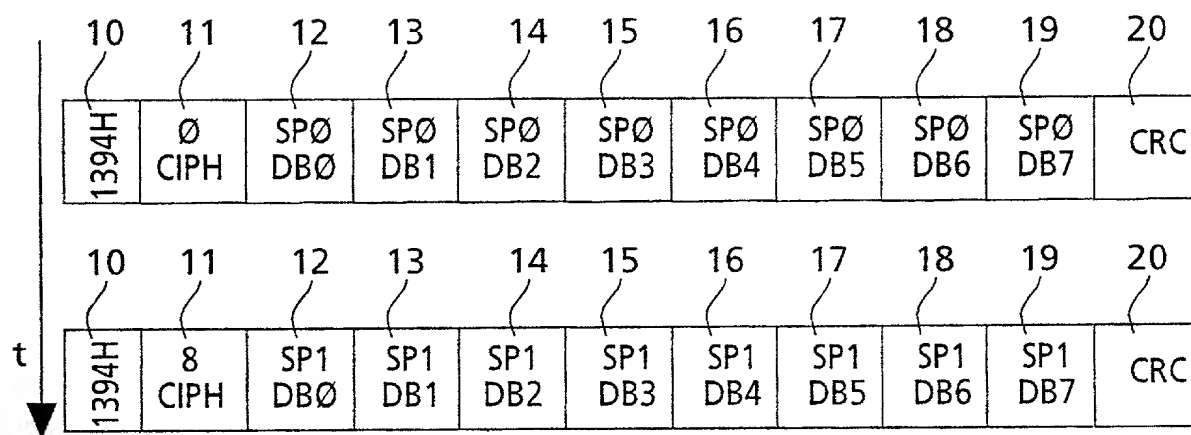 10 11 12 13 14 15 16 17 18 19 20
1394H Ø CIPH SPØ DBØ SPØ DB1 SPØ DB2 SPØ DB3 SPØ DB4 SPØ DB5 SPØ DB6 SPØ DB7 CRC
10 11 12 13 14 15 16 17 18 19 20
t
1394H 8 CIPH SP1 DBØ SP1 DB1 SP1 DB2 SP1 DB3 SP1 DB4 SP1 DB5 SP1 DB6 SP1 DB7 CRC